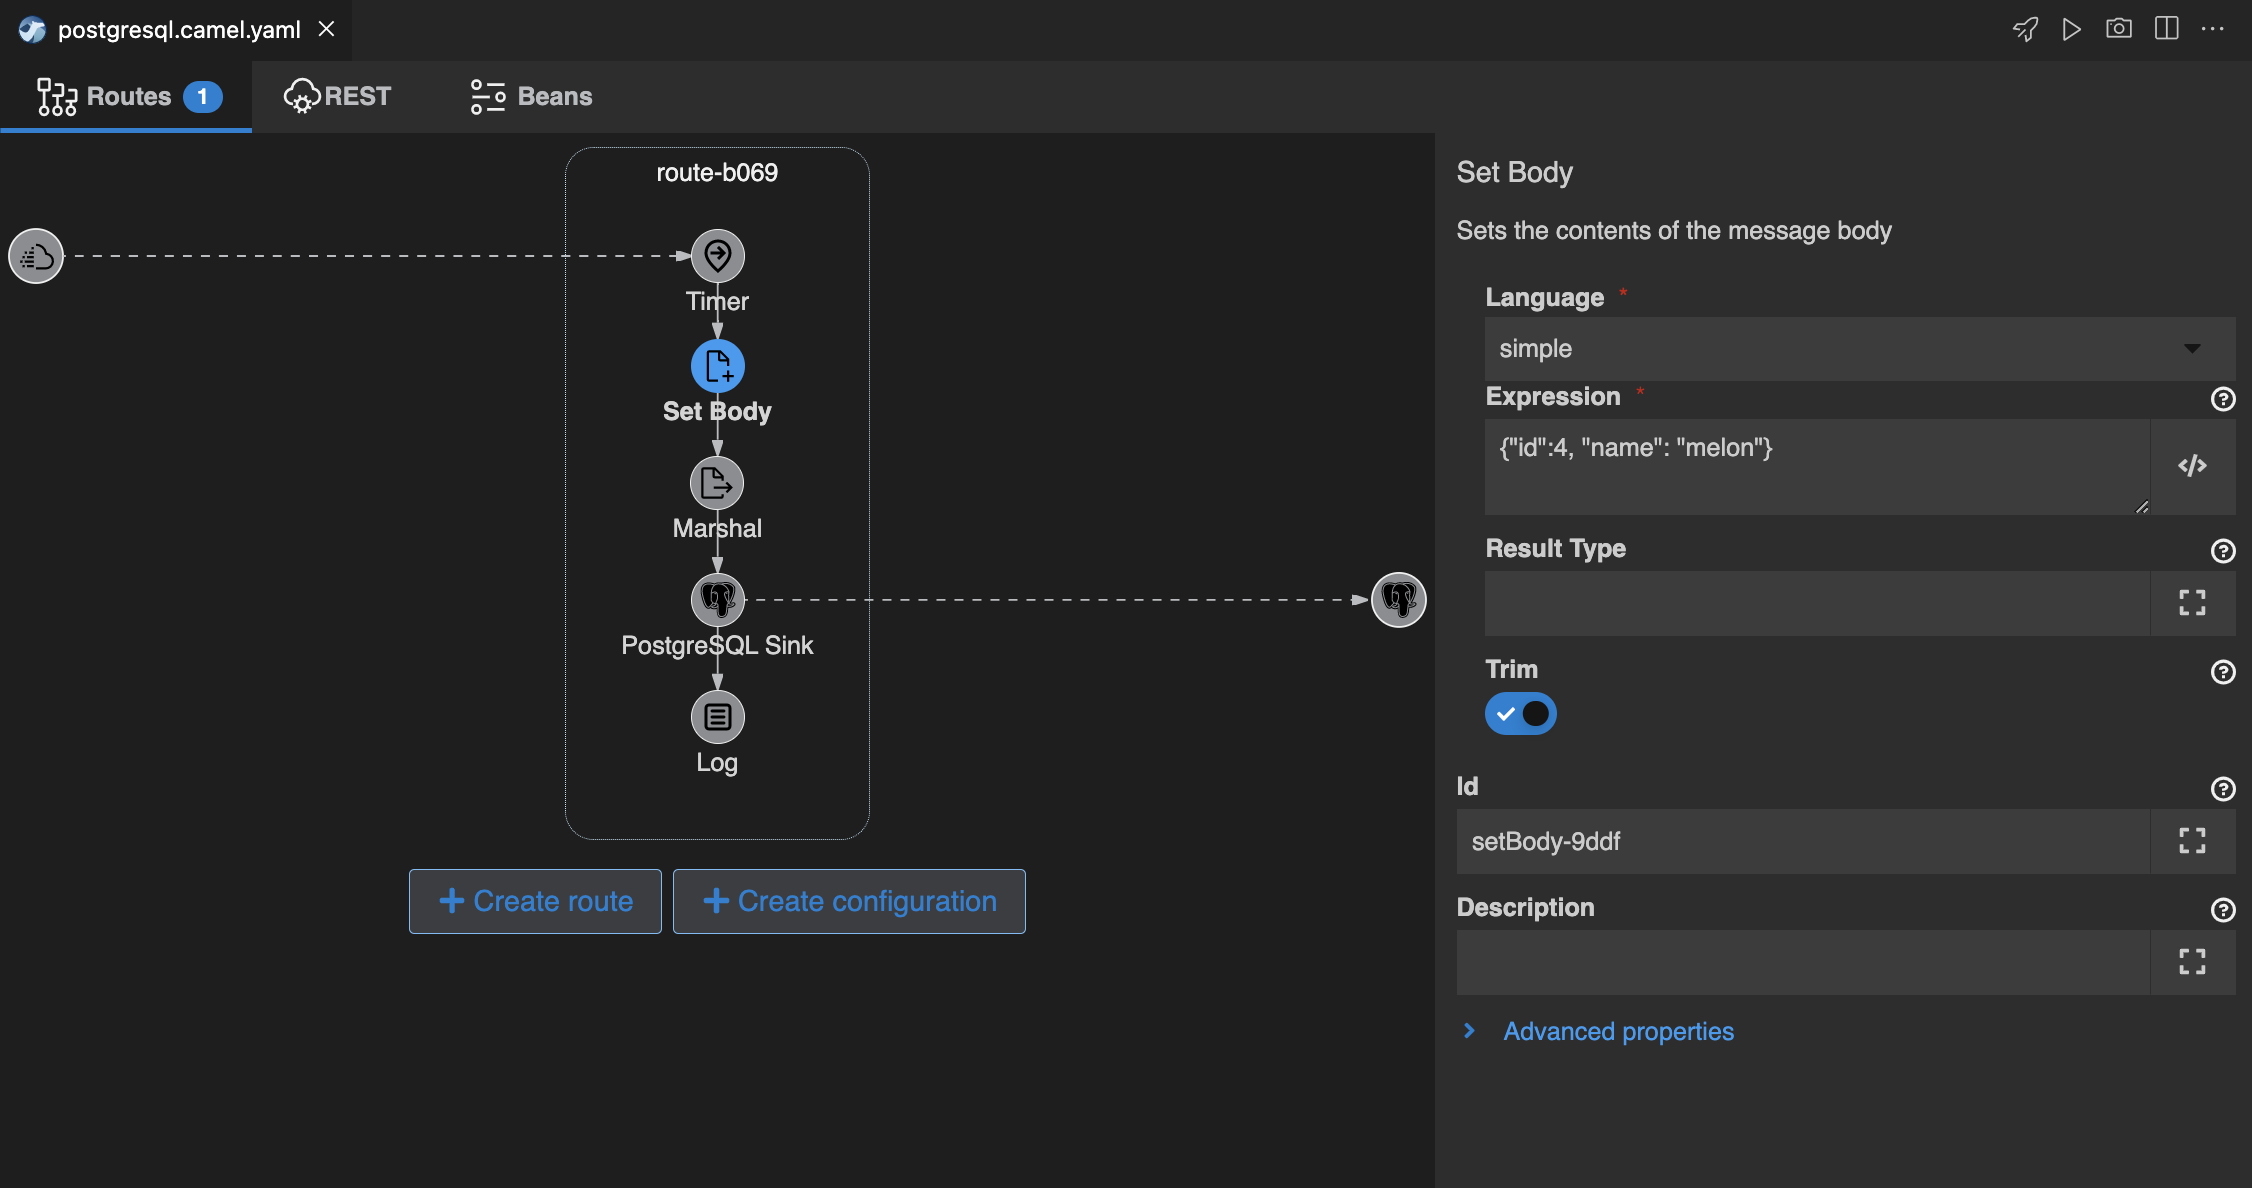 postgresql.camel.yaml
Routes 1 REST Beans
route-b069
Timer
Set Body
Marshal
PostgreSQL Sink
Log
+ Create route + Create configuration
Set Body
Sets the contents of the message body
Language *
simple
Expression *
{"id":4, "name": "melon"}
Result Type
Trim
Id
setBody-9ddf
Description
Advanced properties